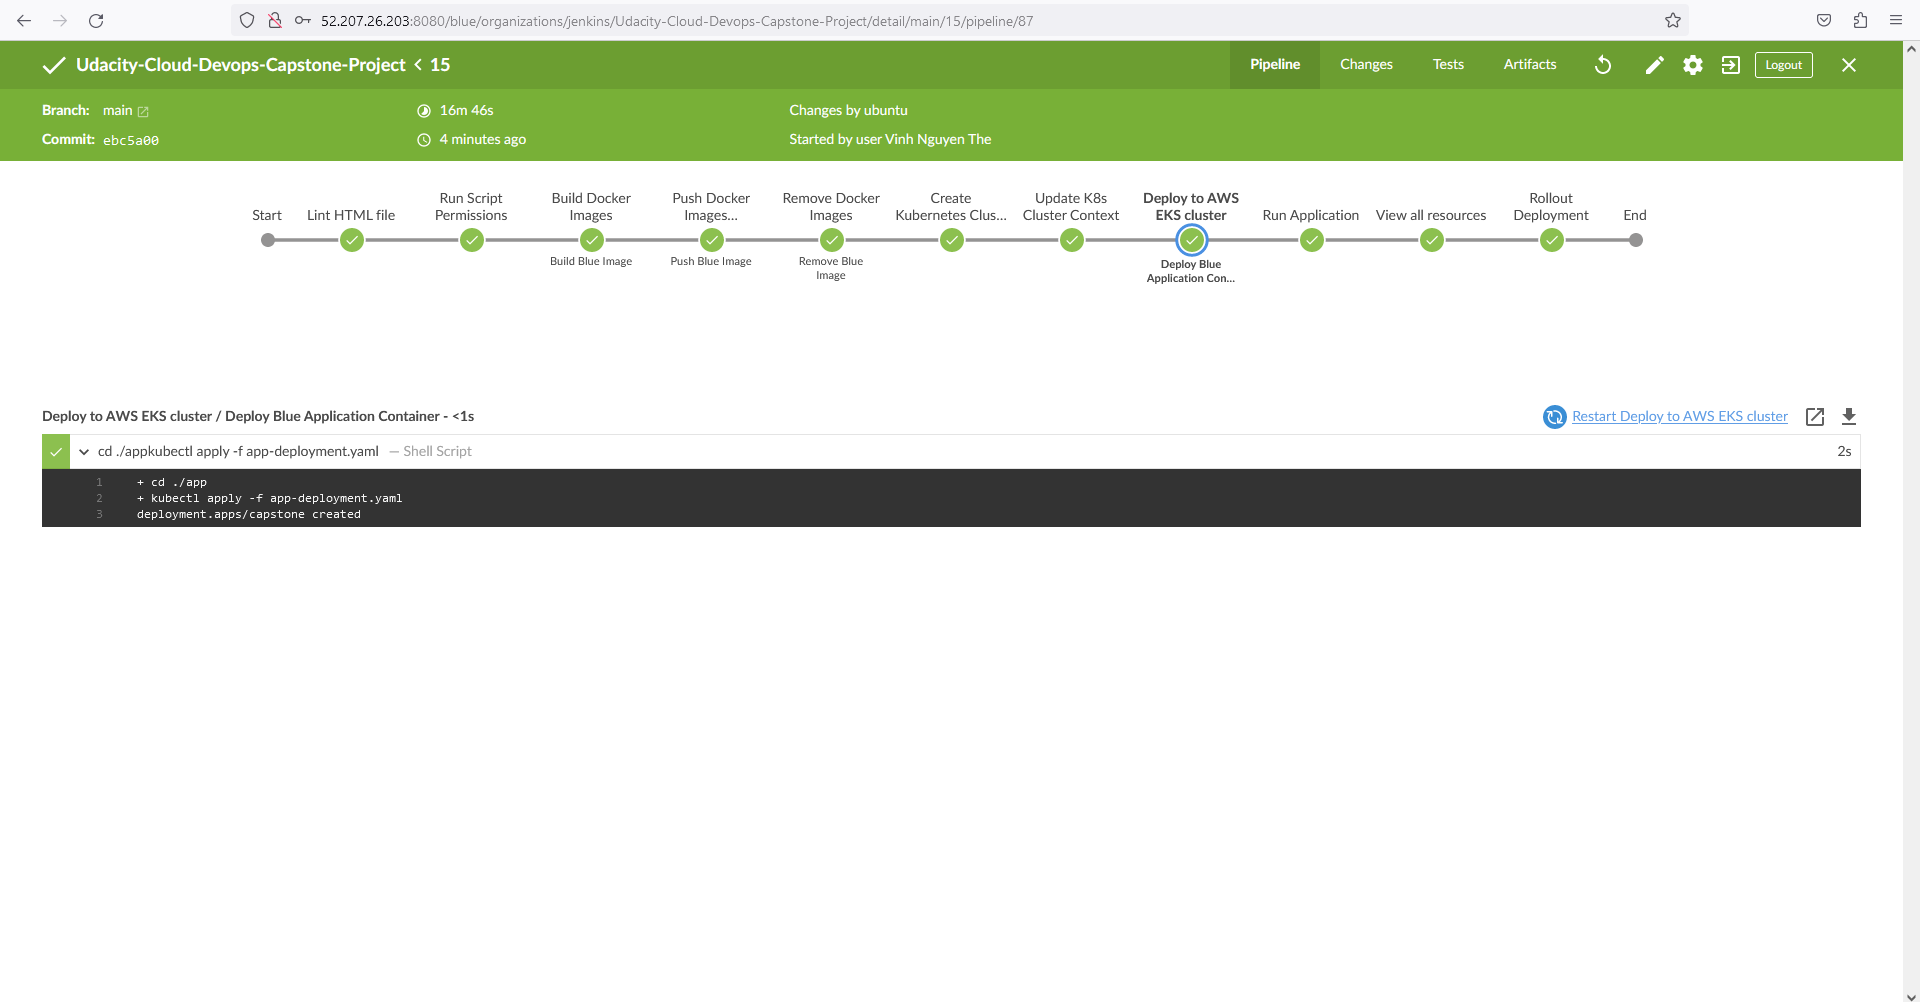 52.207.26.203:8080/blue/organizations/jenkins/Udacity-Cloud-Devops-Capstone-Project/detail/main/15/pipeline/87
Udacity-Cloud-Devops-Capstone-Project < 15
Pipeline Changes Tests Artifacts Logout
Branch: main 16m 46s Changes by ubuntu
Commit: ebc5a00 4 minutes ago Started by user Vinh Nguyen The
Start
Lint HTML file
Run Script
Permissions
Build Docker
Images
Build Blue Image
Push Docker
Images...
Push Blue Image
Remove Docker
Images
Remove Blue
Image
Create
Kubernetes Clus...
Update K8s
Cluster Context
Deploy to AWS
EKS cluster
Deploy Blue
Application Con...
Run Application
View all resources
Rollout
Deployment
End
Deploy to AWS EKS cluster / Deploy Blue Application Container - <1s
Restart Deploy to AWS EKS cluster
cd ./appkubectl apply -f app-deployment.yaml — Shell Script 2s
1 + cd ./app
2 + kubectl apply -f app-deployment.yaml
3 deployment.apps/capstone created